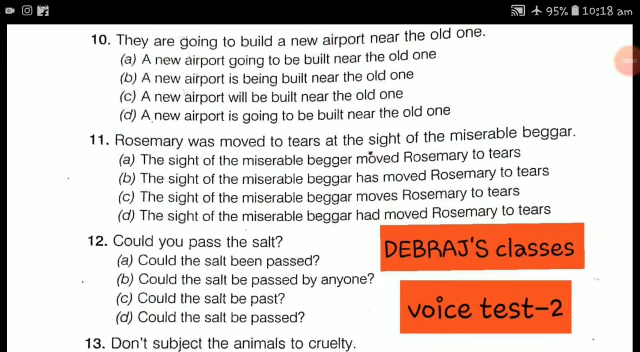 95% 10:18 am
10. They are going to build a new airport near the old one.
(a) A new airport going to be built near the old one
(b) A new airport is being built near the old one
(c) A new airport will be built near the old one
(d) A new airport is going to be built near the old one
11. Rosemary was moved to tears at the sight of the miserable beggar.
(a) The sight of the miserable begger moved Rosemary to tears
(b) The sight of the miserable beggar has moved Rosemary to tears
(c) The sight of the miserable beggar moves Rosemary to tears
(d) The sight of the miserable beggar had moved Rosemary to tears
12. Could you pass the salt?
(a) Could the salt been passed?
(b) Could the salt be passed by anyone?
(c) Could the salt be past?
(d) Could the salt be passed?
DEBRAJ'S classes
voice test-2
13. Don't subject the animals to cruelty.